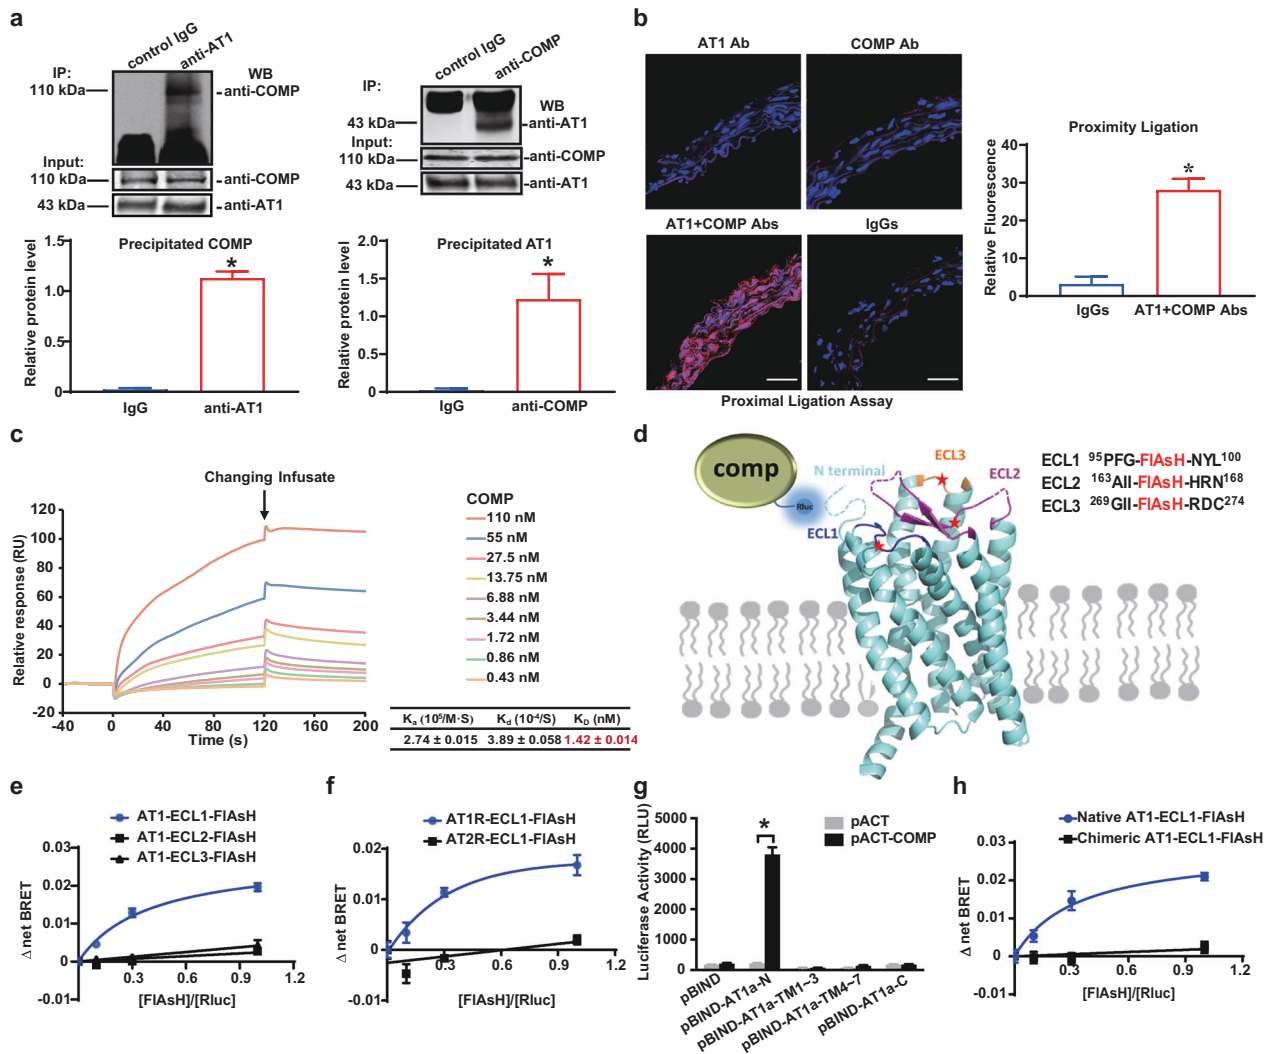 a
control IgG
anti-AT1
IP:
WB
110 kDa
anti-COMP
Input:
110 kDa
anti-COMP
43 kDa
anti-AT1
control IgG
anti-COMP
IP:
WB
43 kDa
anti-AT1
Input:
110 kDa
anti-COMP
43 kDa
anti-AT1
Precipitated COMP
Relative protein level
1.5
1.0
0.5
0
*
IgG
anti-AT1
Precipitated AT1
Relative protein level
2.0
1.5
1.0
0.5
0
*
IgG
anti-COMP
b
AT1 Ab
COMP Ab
AT1+COMP Abs
IgGs
Proximal Ligation Assay
Proximity Ligation
Relative Fluorescence
40
30
20
10
0
*
IgGs
AT1+COMP Abs
c
Changing Infusate
Relative response (RU)
120
100
80
60
40
20
0
-20
-40
0
40
80
120
160
200
Time (s)
COMP
110 nM
55 nM
27.5 nM
13.75 nM
6.88 nM
3.44 nM
1.72 nM
0.86 nM
0.43 nM
Ka (10⁵/M·S) Kd (10⁻⁴/S) KD (nM)
2.74 ± 0.015 3.89 ± 0.058 1.42 ± 0.014
d
comp
Rluc
N terminal
ECL1
ECL3
ECL2
ECL1 ⁹⁵PFG-FlAsH-NYL¹⁰⁰
ECL2 ¹⁶³AII-FlAsH-HRN¹⁶⁸
ECL3 ²⁶⁹GII-FlAsH-RDC²⁷⁴
e
AT1-ECL1-FlAsH
AT1-ECL2-FlAsH
AT1-ECL3-FlAsH
Δ net BRET
0.03
0.02
0.01
0
-0.01
0.3
0.6
0.9
1.2
[FlAsH]/[Rluc]
f
AT1R-ECL1-FlAsH
AT2R-ECL1-FlAsH
Δ net BRET
0.02
0.01
0
-0.01
0.3
0.6
0.9
1.2
[FlAsH]/[Rluc]
g
Luciferase Activity (RLU)
5000
4000
3000
2000
1000
0
*
pACT
pACT-COMP
pBIND
pBIND-AT1a-N
pBIND-AT1a-TM1~3
pBIND-AT1a-TM4~7
pBIND-AT1a-C
h
Native AT1-ECL1-FlAsH
Chimeric AT1-ECL1-FlAsH
Δ net BRET
0.03
0.02
0.01
0
-0.01
0.3
0.6
0.9
1.2
[FlAsH]/[Rluc]